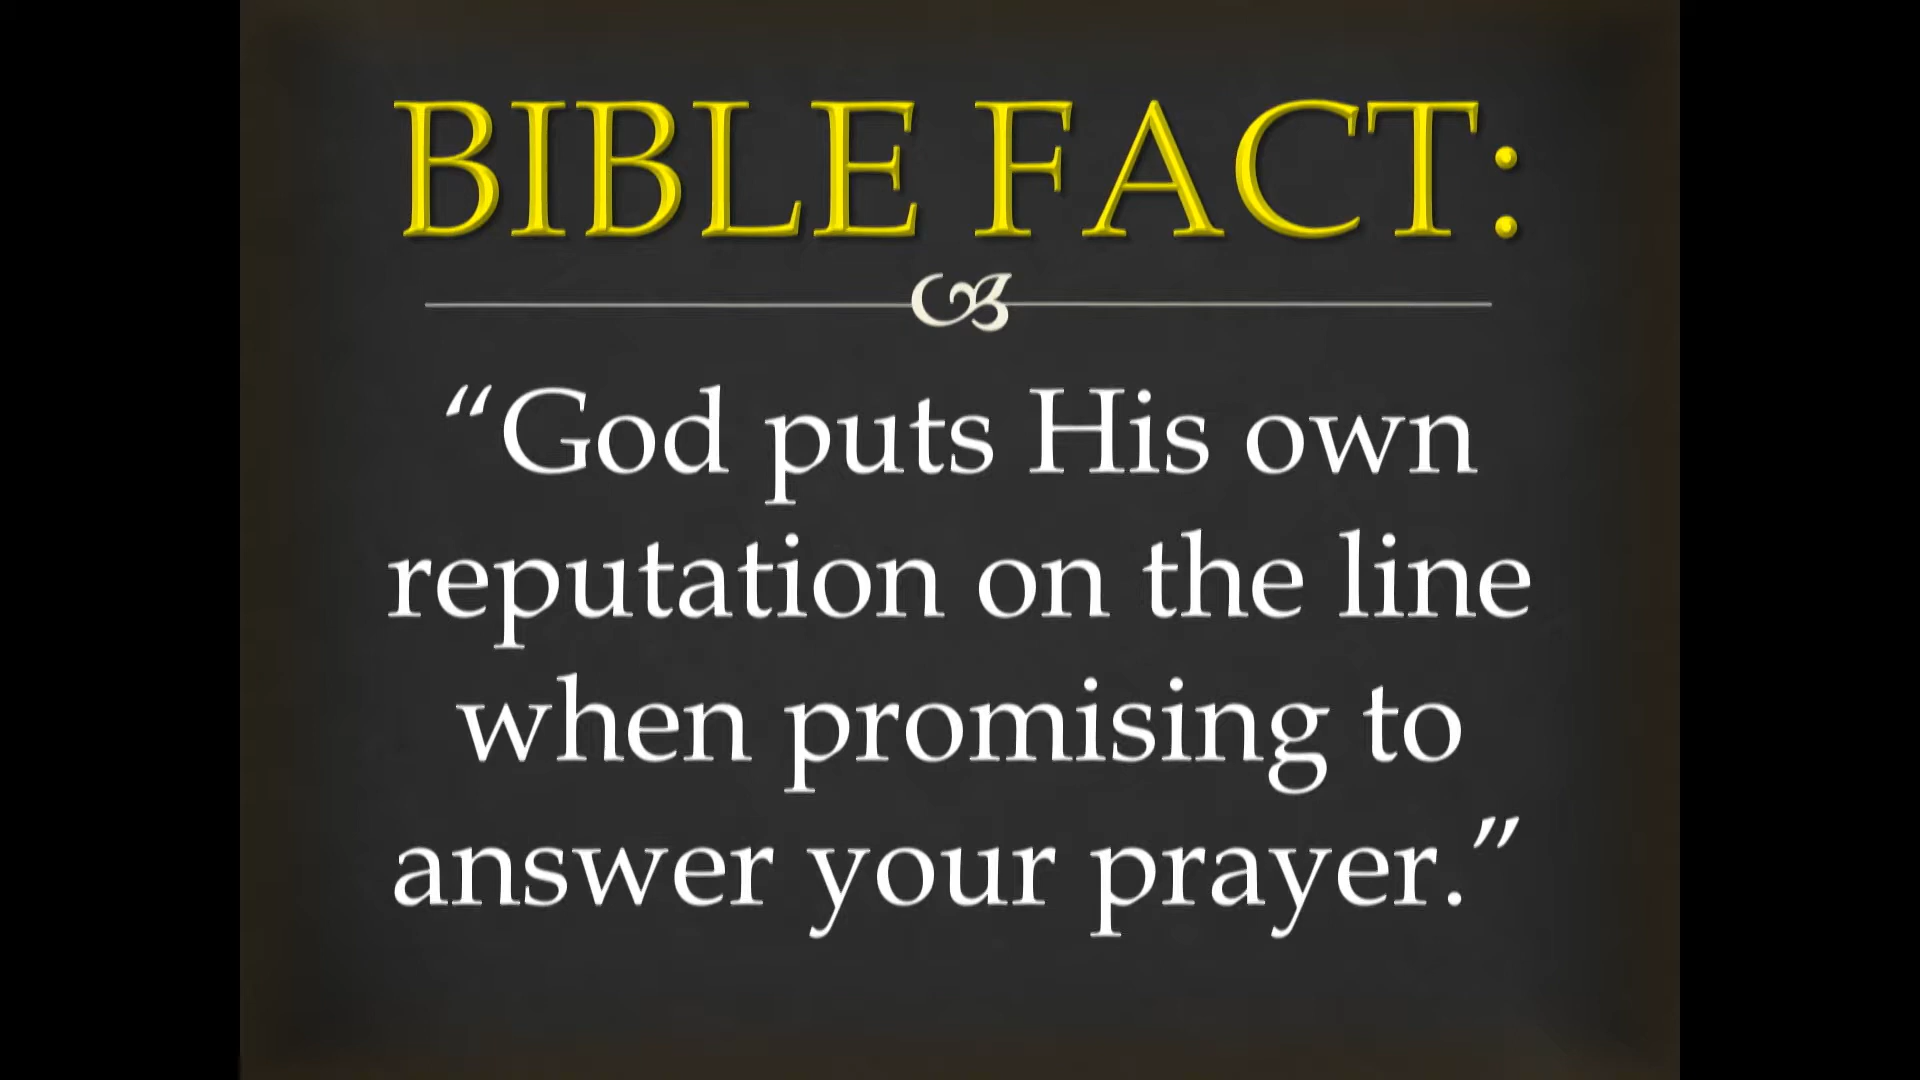 BIBLE FACT:
“God puts His own
reputation on the line
when promising to
answer your prayer.”